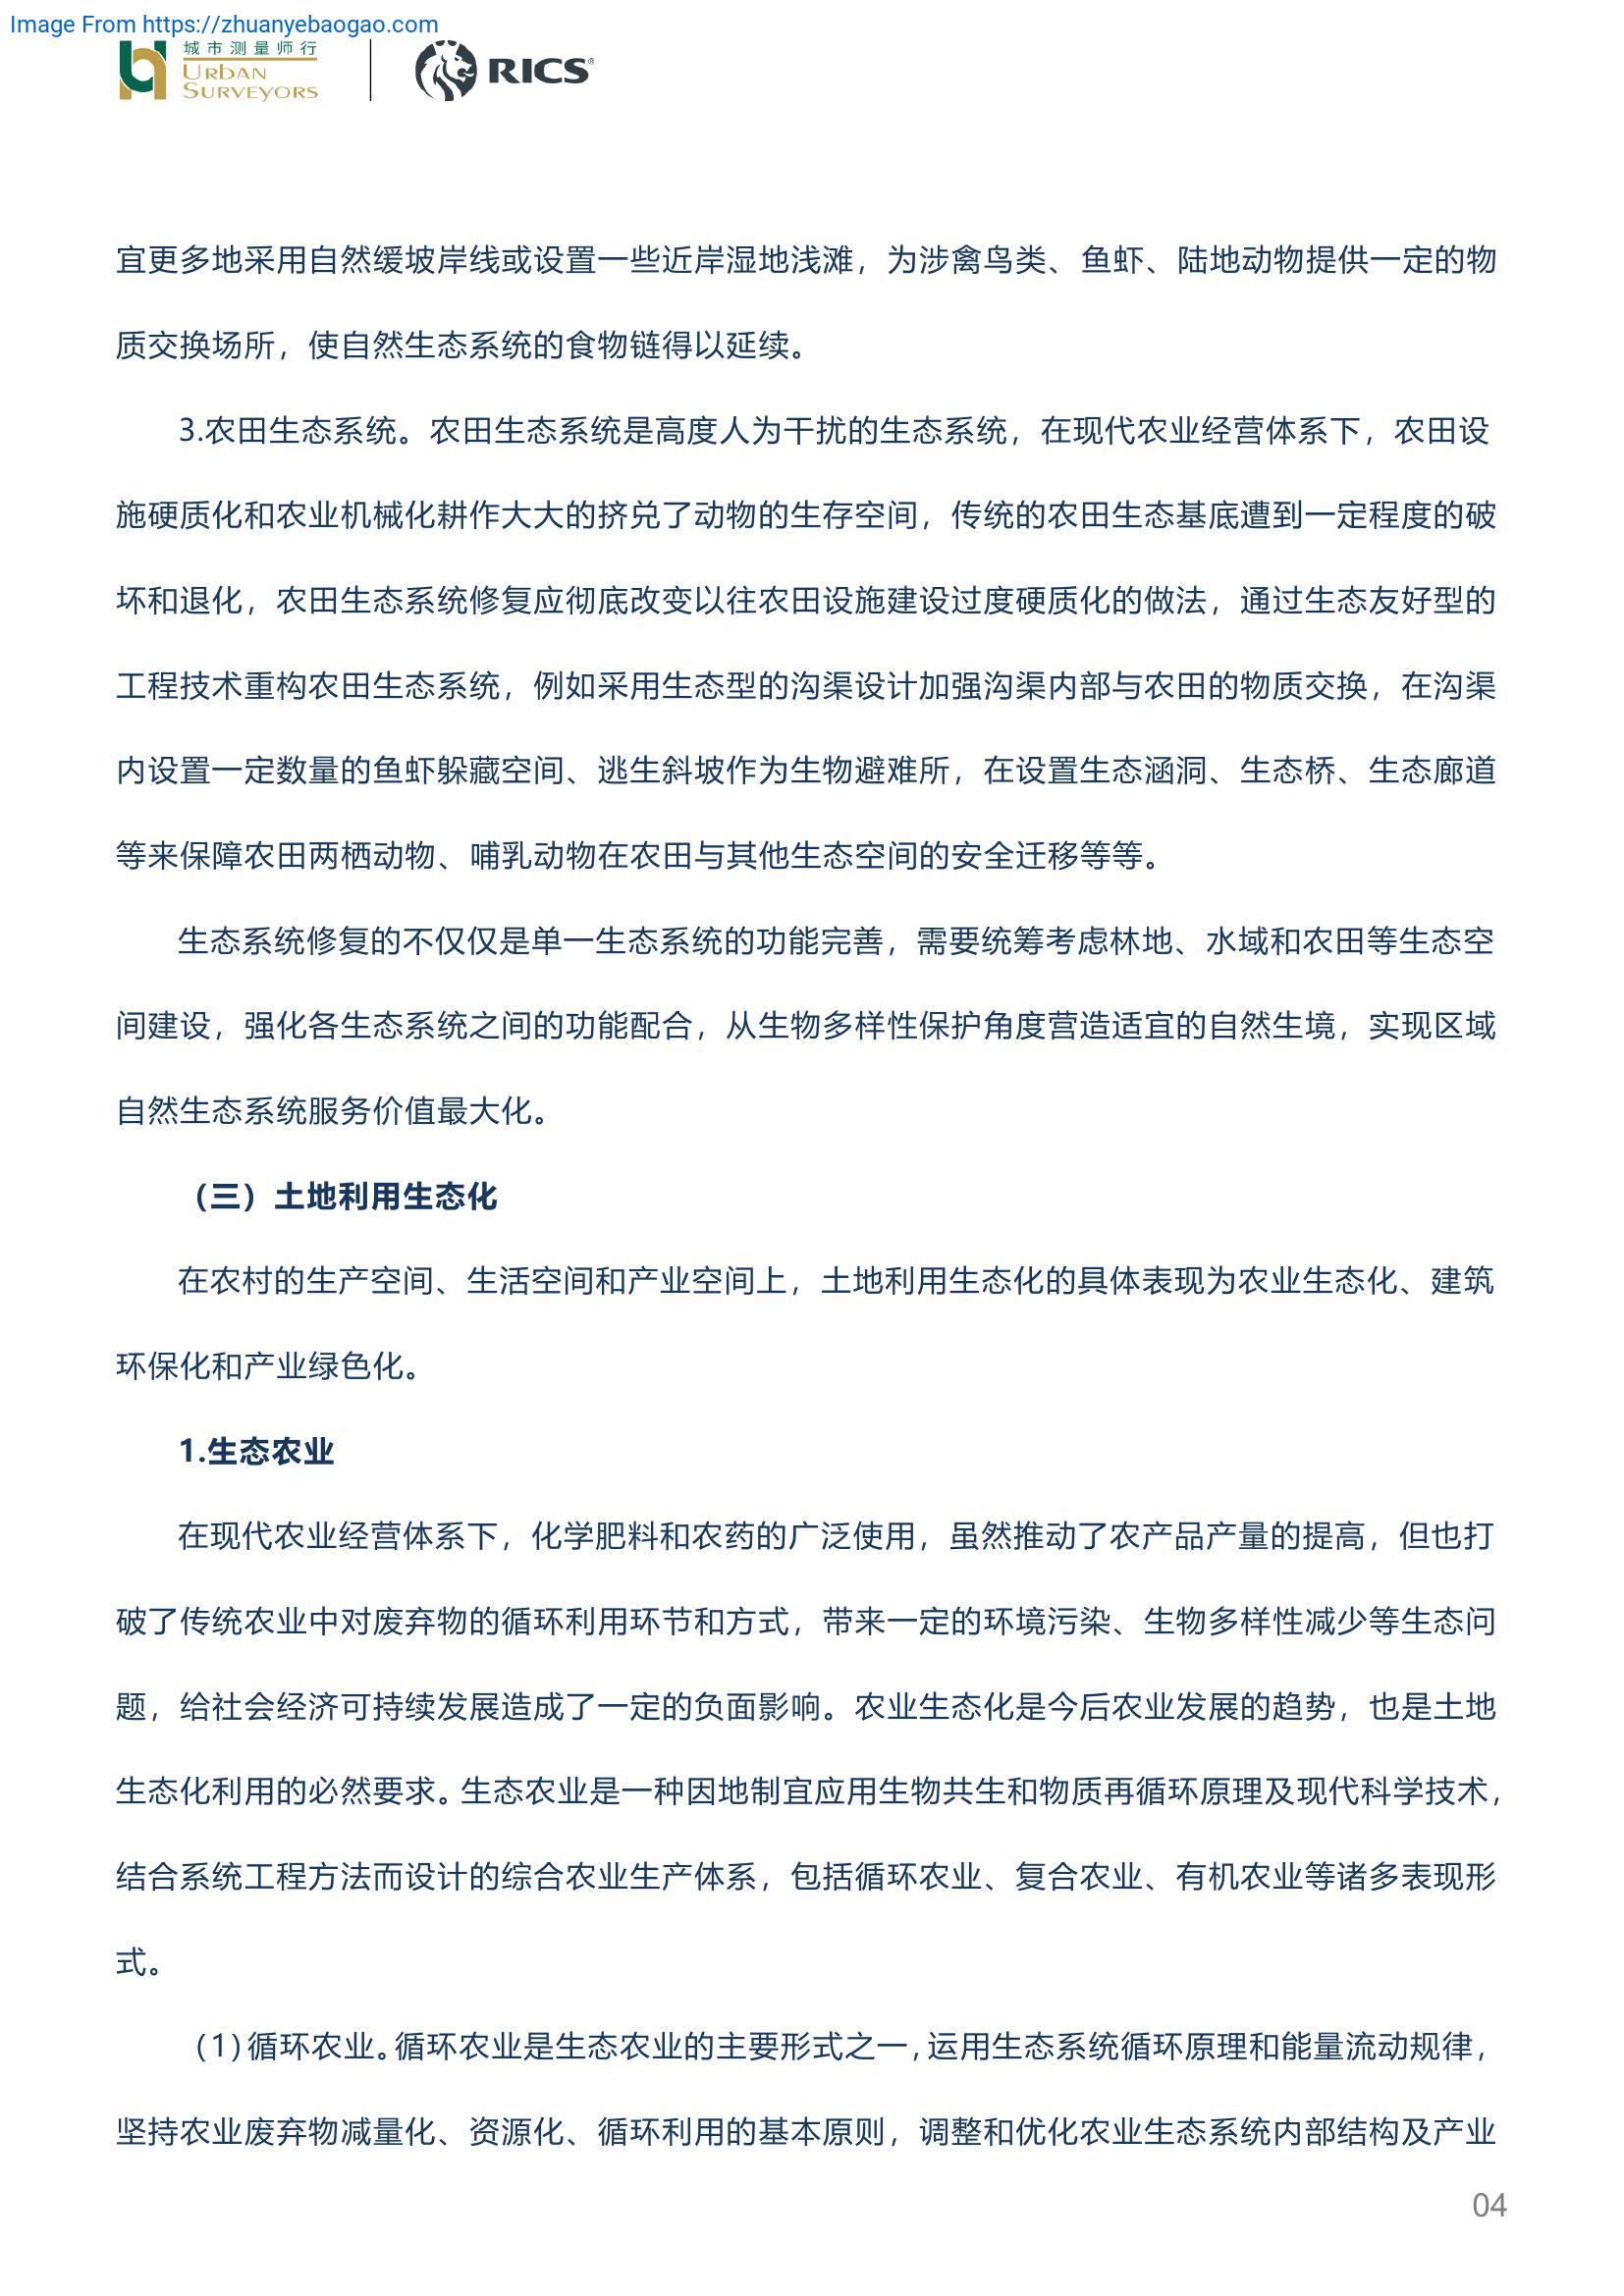 Image From https://zhuanyebaogao.com
城市测量师行
URBAN
SURVEYORS
RICS®
宜更多地采用自然缓坡岸线或设置一些近岸湿地浅滩，为涉禽鸟类、鱼虾、陆地动物提供一定的物
质交换场所，使自然生态系统的食物链得以延续。
3.农田生态系统。农田生态系统是高度人为干扰的生态系统，在现代农业经营体系下，农田设
施硬质化和农业机械化耕作大大的挤兑了动物的生存空间，传统的农田生态基底遭到一定程度的破
坏和退化，农田生态系统修复应彻底改变以往农田设施建设过度硬质化的做法，通过生态友好型的
工程技术重构农田生态系统，例如采用生态型的沟渠设计加强沟渠内部与农田的物质交换，在沟渠
内设置一定数量的鱼虾躲藏空间、逃生斜坡作为生物避难所，在设置生态涵洞、生态桥、生态廊道
等来保障农田两栖动物、哺乳动物在农田与其他生态空间的安全迁移等等。
生态系统修复的不仅仅是单一生态系统的功能完善，需要统筹考虑林地、水域和农田等生态空
间建设，强化各生态系统之间的功能配合，从生物多样性保护角度营造适宜的自然生境，实现区域
自然生态系统服务价值最大化。
（三）土地利用生态化
在农村的生产空间、生活空间和产业空间上，土地利用生态化的具体表现为农业生态化、建筑
环保化和产业绿色化。
1.生态农业
在现代农业经营体系下，化学肥料和农药的广泛使用，虽然推动了农产品产量的提高，但也打
破了传统农业中对废弃物的循环利用环节和方式，带来一定的环境污染、生物多样性减少等生态问
题，给社会经济可持续发展造成了一定的负面影响。农业生态化是今后农业发展的趋势，也是土地
生态化利用的必然要求。生态农业是一种因地制宜应用生物共生和物质再循环原理及现代科学技术，
结合系统工程方法而设计的综合农业生产体系，包括循环农业、复合农业、有机农业等诸多表现形
式。
（1）循环农业。循环农业是生态农业的主要形式之一，运用生态系统循环原理和能量流动规律，
坚持农业废弃物减量化、资源化、循环利用的基本原则，调整和优化农业生态系统内部结构及产业
04